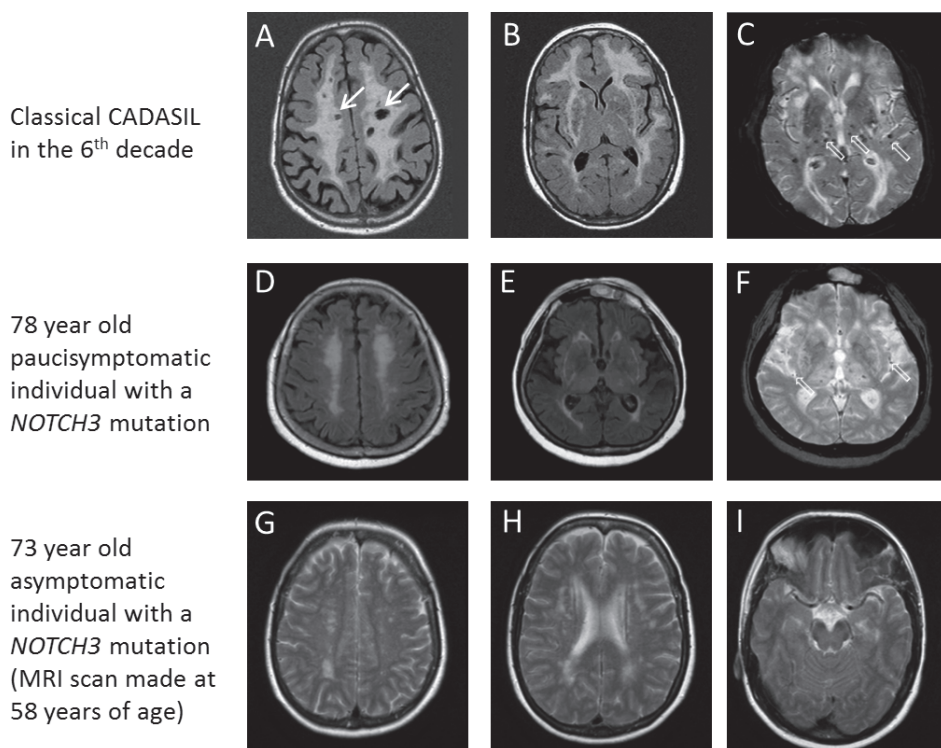 A
B
C
Classical CADASIL
in the 6th decade
D
E
F
78 year old
paucisymptomatic
individual with a
NOTCH3 mutation
G
H
I
73 year old
asymptomatic
individual with a
NOTCH3 mutation
(MRI scan made at
58 years of age)